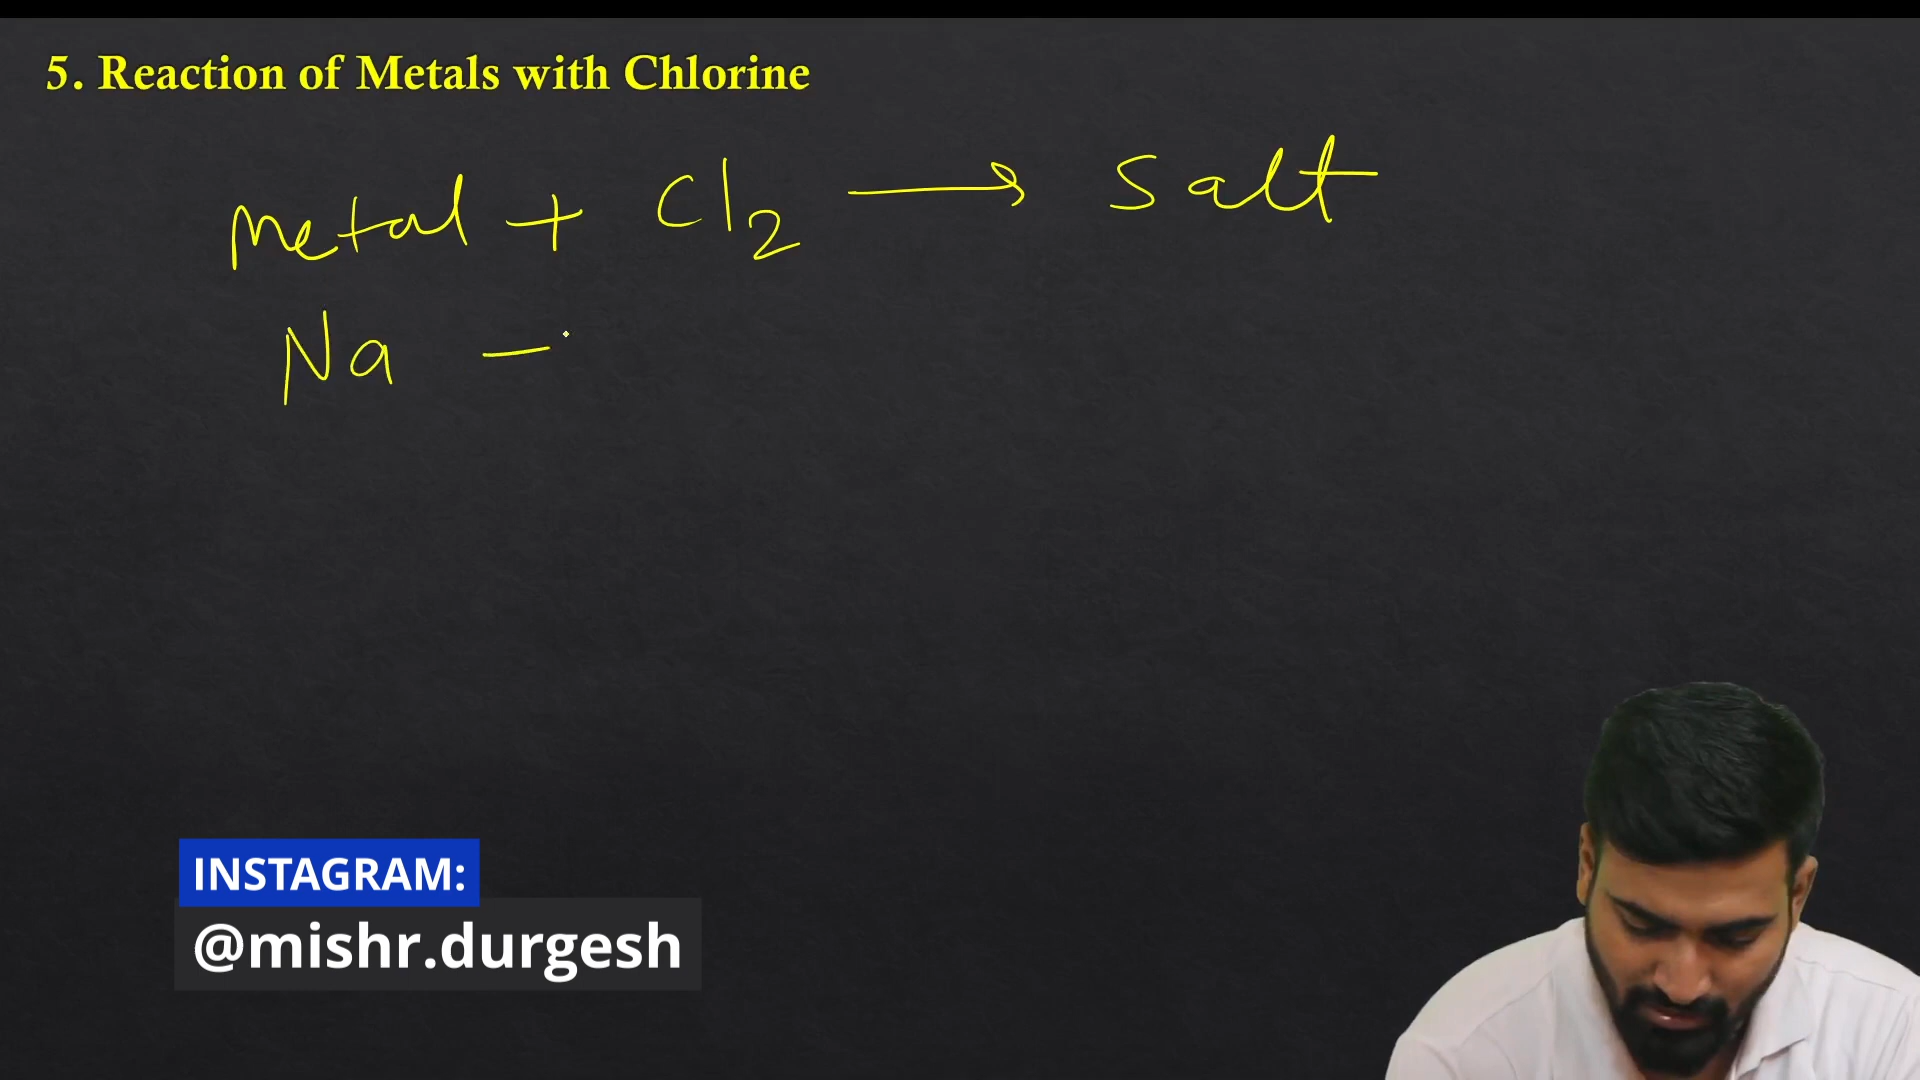 5. Reaction of Metals with Chlorine
Metal + Cl₂ → Salt
Na —
INSTAGRAM:
@mishr.durgesh